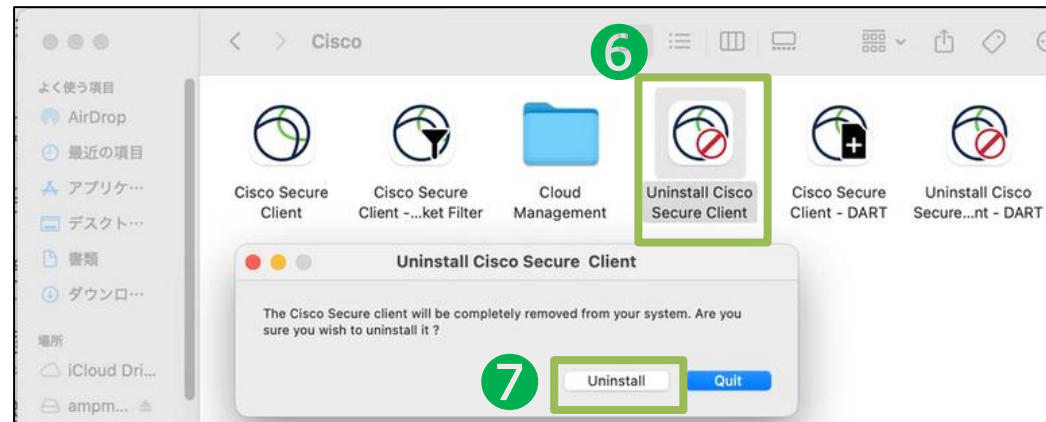 Cisco
6
よく使う項目
AirDrop
最近の項目
アプリケ…
デスクト…
書類
ダウンロ…
場所
iCloud Dri...
ampm...
Cisco Secure
Client
Cisco Secure
Client -...ket Filter
Cloud
Management
Uninstall Cisco
Secure Client
Cisco Secure
Client - DART
Uninstall Cisco
Secure...nt - DART
Uninstall Cisco Secure Client
The Cisco Secure client will be completely removed from your system. Are you
sure you wish to uninstall it ?
7
Uninstall
Quit